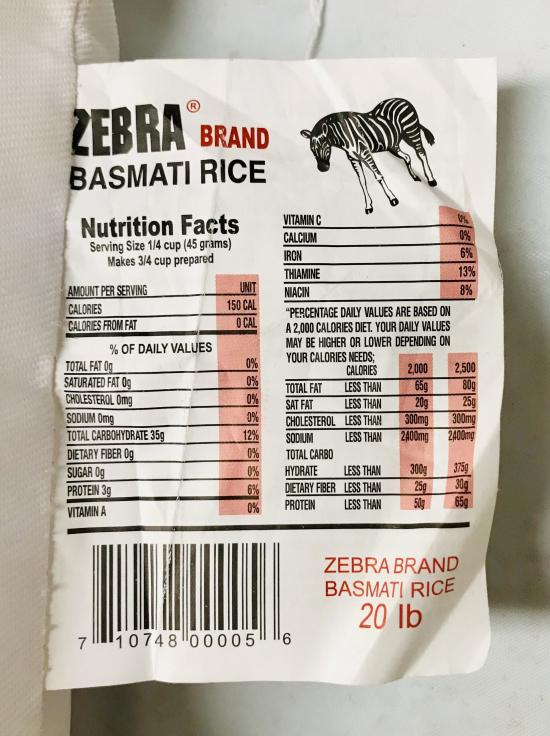 ZEBRA® BRAND
BASMATI RICE
Nutrition Facts
Serving Size 1/4 cup (45 grams)
Makes 3/4 cup prepared
AMOUNT PER SERVING UNIT
CALORIES 150 CAL
CALORIES FROM FAT 0 CAL
% OF DAILY VALUES
TOTAL FAT 0g 0%
SATURATED FAT 0g 0%
CHOLESTEROL 0mg 0%
SODIUM 0mg 0%
TOTAL CARBOHYDRATE 35g 12%
DIETARY FIBER 0g 0%
SUGAR 0g 0%
PROTEIN 3g 6%
VITAMIN A 0%
VITAMIN C 0%
CALCIUM 0%
IRON 6%
THIAMINE 13%
NIACIN 8%
"PERCENTAGE DAILY VALUES ARE BASED ON
A 2,000 CALORIES DIET. YOUR DAILY VALUES
MAY BE HIGHER OR LOWER DEPENDING ON
YOUR CALORIES NEEDS;
CALORIES 2,000 2,500
TOTAL FAT LESS THAN 65g 80g
SAT FAT LESS THAN 20g 25g
CHOLESTEROL LESS THAN 300mg 300mg
SODIUM LESS THAN 2400mg 2400mg
TOTAL CARBO
HYDRATE LESS THAN 300g 375g
DIETARY FIBER LESS THAN 25g 30g
PROTEIN LESS THAN 50g 65g
7 10748 00005 6
ZEBRA BRAND
BASMATI RICE
20 lb